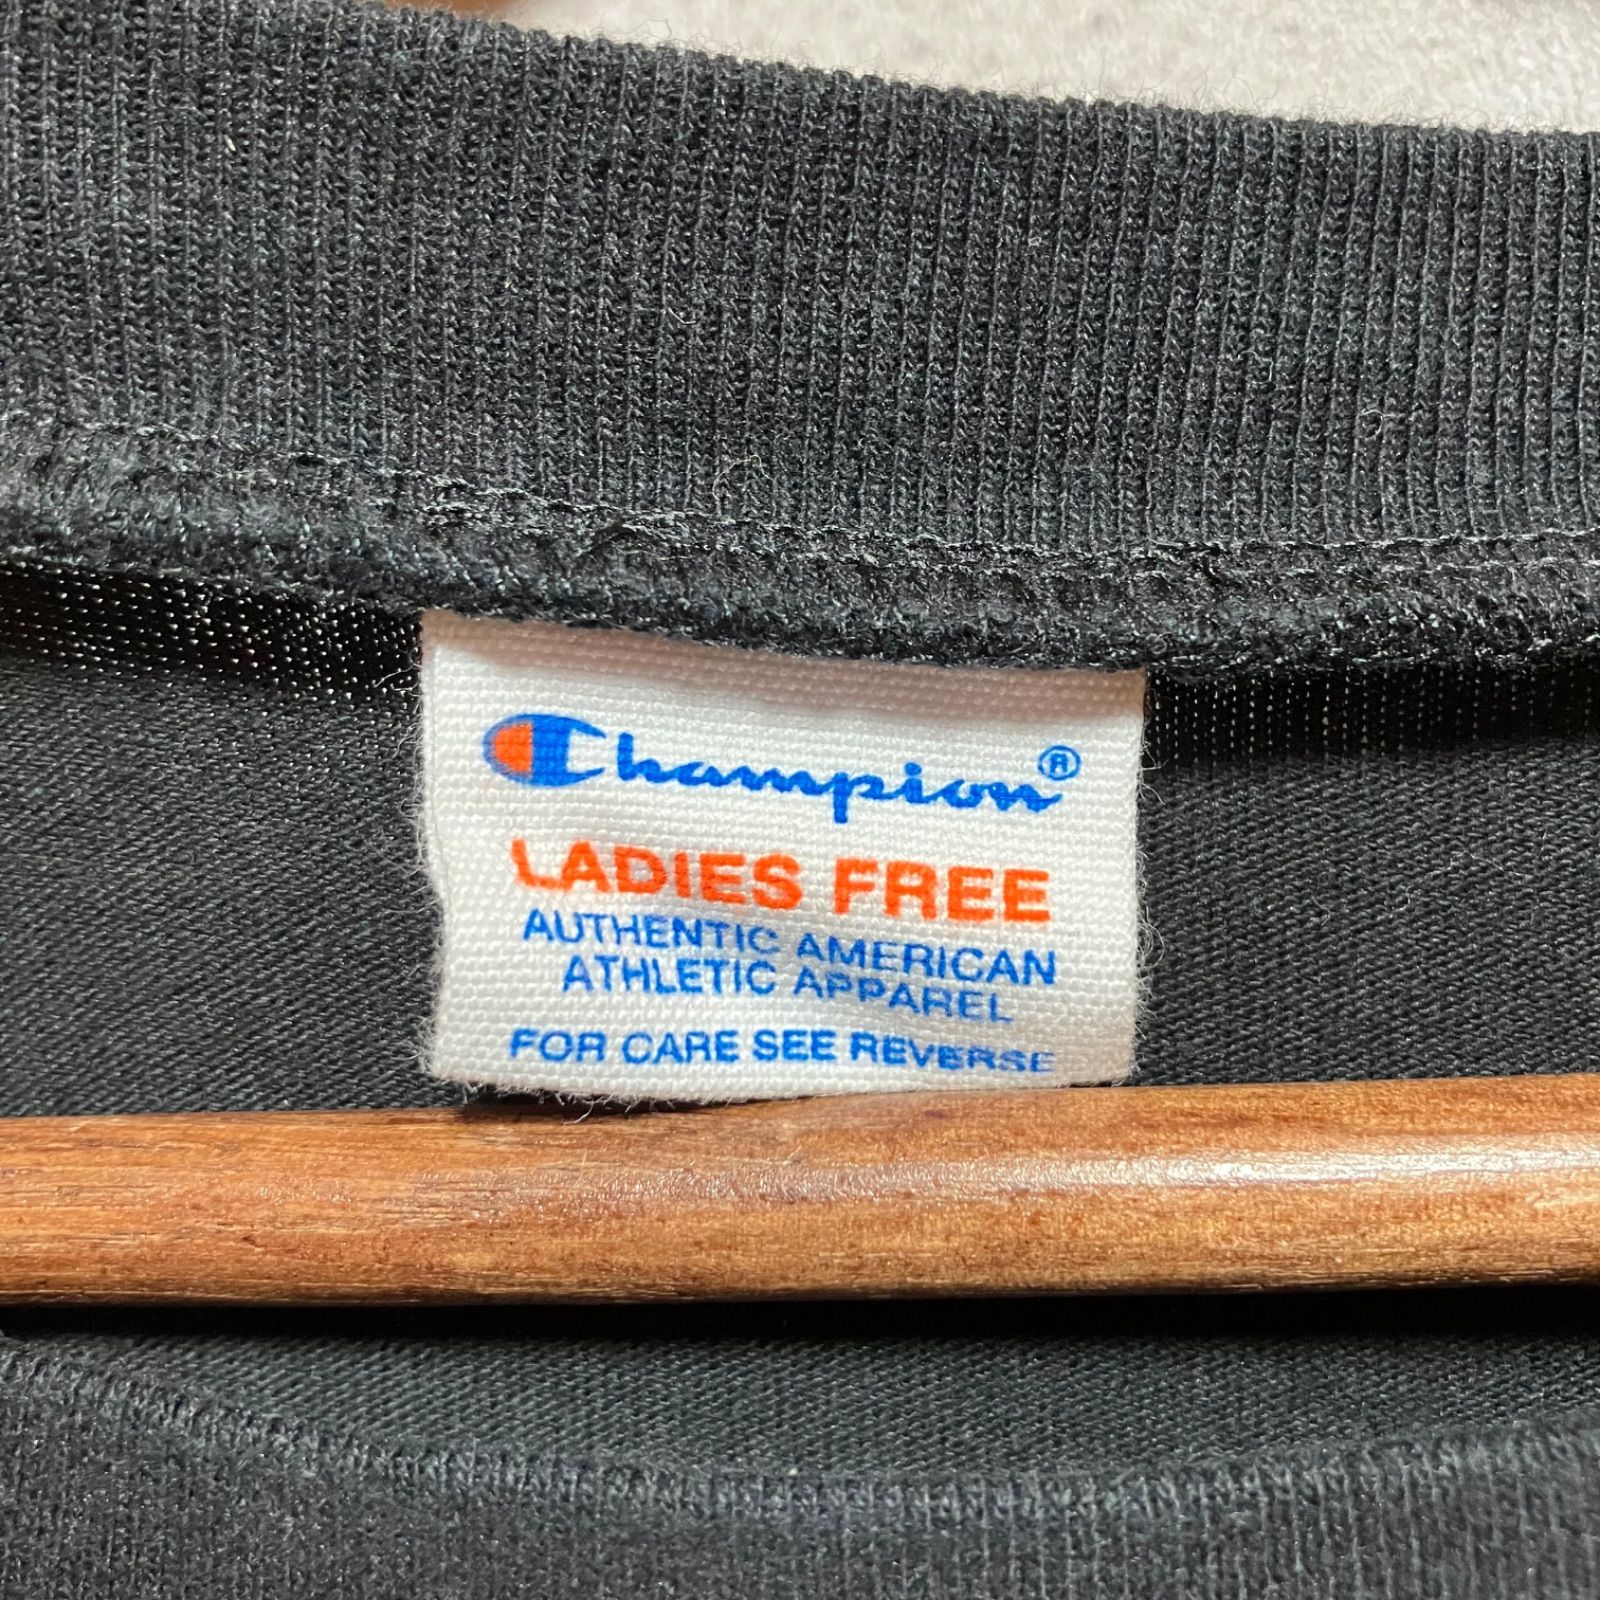 Champion®
LADIES FREE
AUTHENTIC AMERICAN
ATHLETIC APPAREL
FOR CARE SEE REVERSE